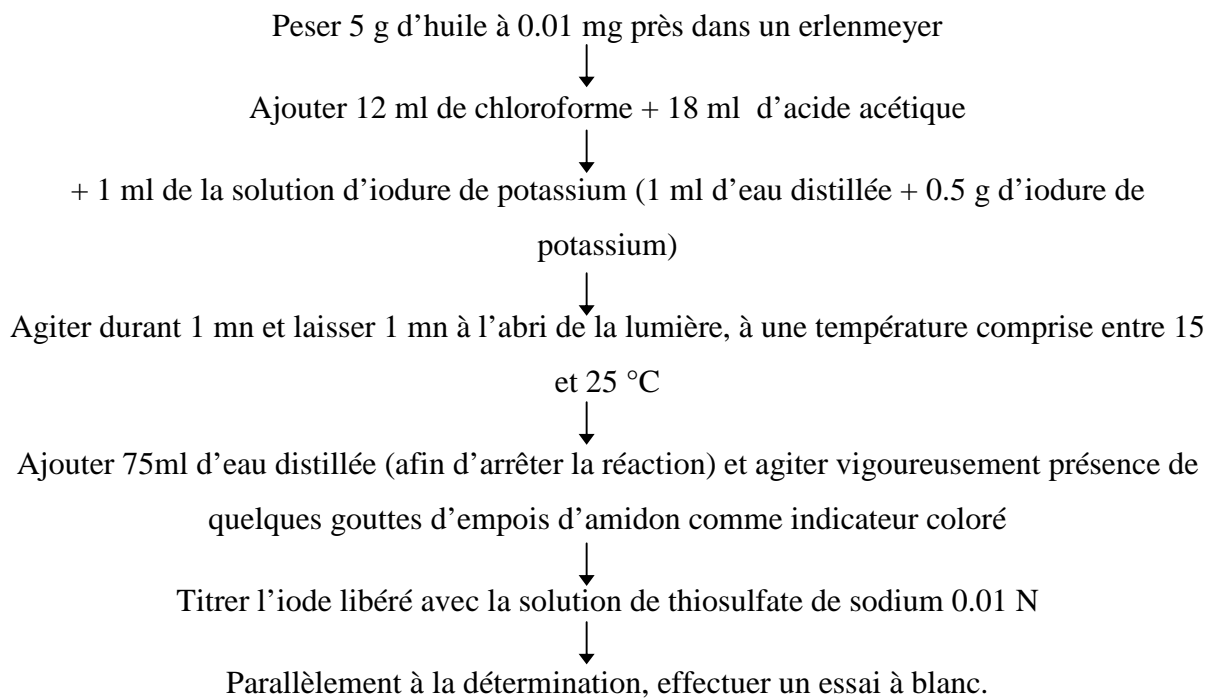 Peser 5 g d’huile à 0.01 mg près dans un erlenmeyer
Ajouter 12 ml de chloroforme + 18 ml d’acide acétique
+ 1 ml de la solution d’iodure de potassium (1 ml d’eau distillée + 0.5 g d’iodure de
potassium)
Agiter durant 1 mn et laisser 1 mn à l’abri de la lumière, à une température comprise entre 15
et 25 °C
Ajouter 75ml d’eau distillée (afin d’arrêter la réaction) et agiter vigoureusement présence de
quelques gouttes d’empois d’amidon comme indicateur coloré
Titrer l’iode libéré avec la solution de thiosulfate de sodium 0.01 N
Parallèlement à la détermination, effectuer un essai à blanc.